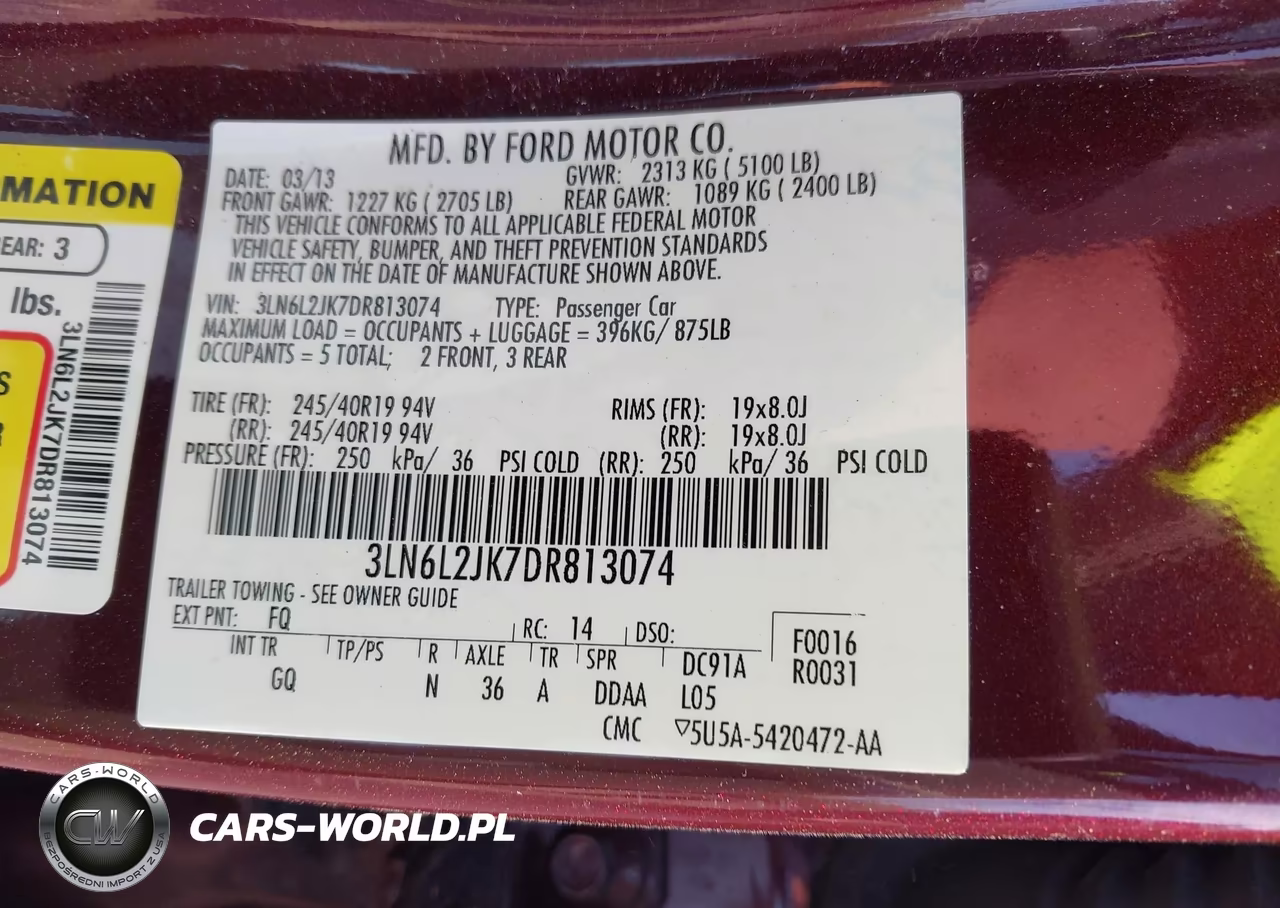 MATION
EAR: 3
lbs.
3LN6L2JK7DR813074
S
R
MFD. BY FORD MOTOR CO.
DATE: 03/13 GVWR: 2313 KG ( 5100 LB)
FRONT GAWR: 1227 KG ( 2705 LB) REAR GAWR: 1089 KG ( 2400 LB)
THIS VEHICLE CONFORMS TO ALL APPLICABLE FEDERAL MOTOR
VEHICLE SAFETY, BUMPER, AND THEFT PREVENTION STANDARDS
IN EFFECT ON THE DATE OF MANUFACTURE SHOWN ABOVE.
VIN: 3LN6L2JK7DR813074 TYPE: Passenger Car
MAXIMUM LOAD = OCCUPANTS + LUGGAGE = 396KG/ 875LB
OCCUPANTS = 5 TOTAL; 2 FRONT, 3 REAR
TIRE (FR): 245/40R19 94V RIMS (FR): 19x8.0J
(RR): 245/40R19 94V (RR): 19x8.0J
PRESSURE (FR): 250 kPa/ 36 PSI COLD (RR): 250 kPa/ 36 PSI COLD
3LN6L2JK7DR813074
TRAILER TOWING - SEE OWNER GUIDE
EXT PNT: FQ RC: 14 DSO: F0016
INT TR TP/PS R AXLE TR SPR DC91A R0031
GQ N 36 A DDAA L05
CMC ▽5U5A-5420472-AA
CARS-WORLD
CW
BEZPOŚREDNI IMPORT Z USA
CARS-WORLD.PL